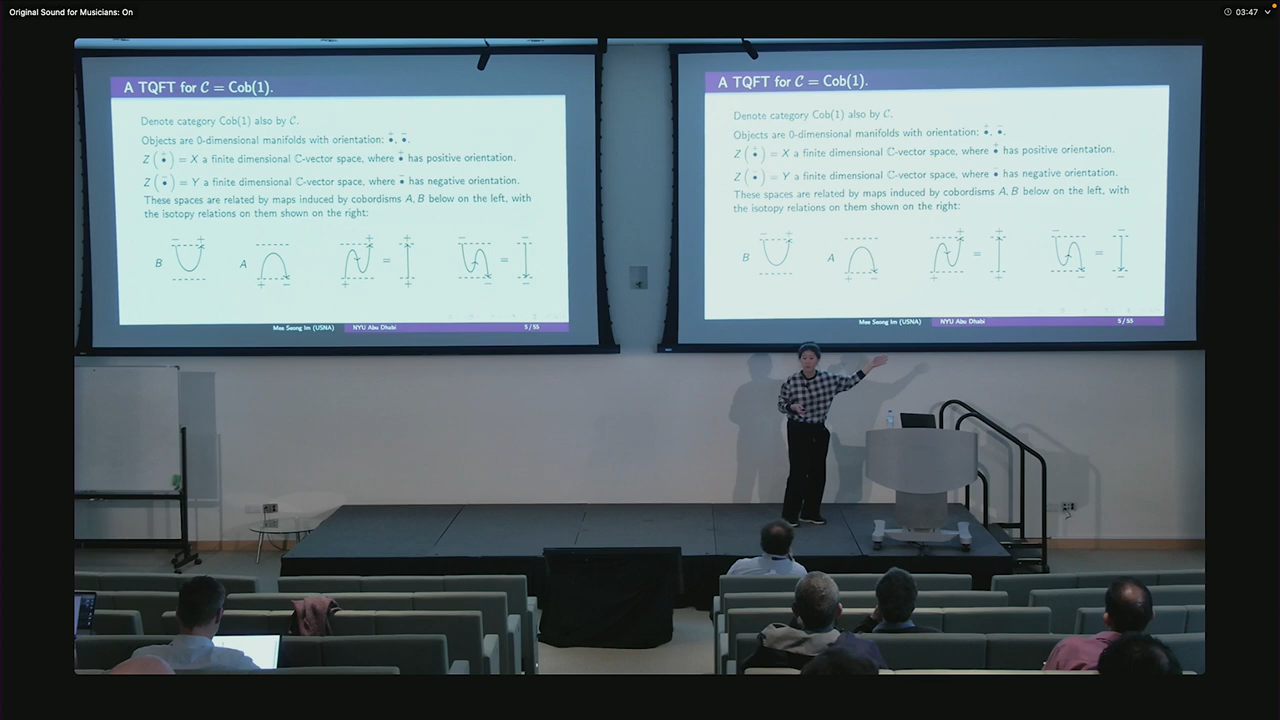 Original Sound for Musicians: On
03:47
A TQFT for 𝒞 = Cob(1).
Denote category Cob(1) also by 𝒞.
Objects are 0-dimensional manifolds with orientation: +•, −•.
Z(+•) = X a finite dimensional ℂ-vector space, where +• has positive orientation.
Z(−•) = Y a finite dimensional ℂ-vector space, where −• has negative orientation.
These spaces are related by maps induced by cobordisms A, B below on the left, with
the isotopy relations on them shown on the right:
− + + + − −
B A = =
+ − + + − −
Mee Seong Im (USNA) NYU Abu Dhabi 5 / 55
A TQFT for 𝒞 = Cob(1).
Denote category Cob(1) also by 𝒞.
Objects are 0-dimensional manifolds with orientation: +•, −•.
Z(+•) = X a finite dimensional ℂ-vector space, where +• has positive orientation.
Z(−•) = Y a finite dimensional ℂ-vector space, where −• has negative orientation.
These spaces are related by maps induced by cobordisms A, B below on the left, with
the isotopy relations on them shown on the right:
− + + + − −
B A = =
+ − + + − −
Mee Seong Im (USNA) NYU Abu Dhabi 5 / 55